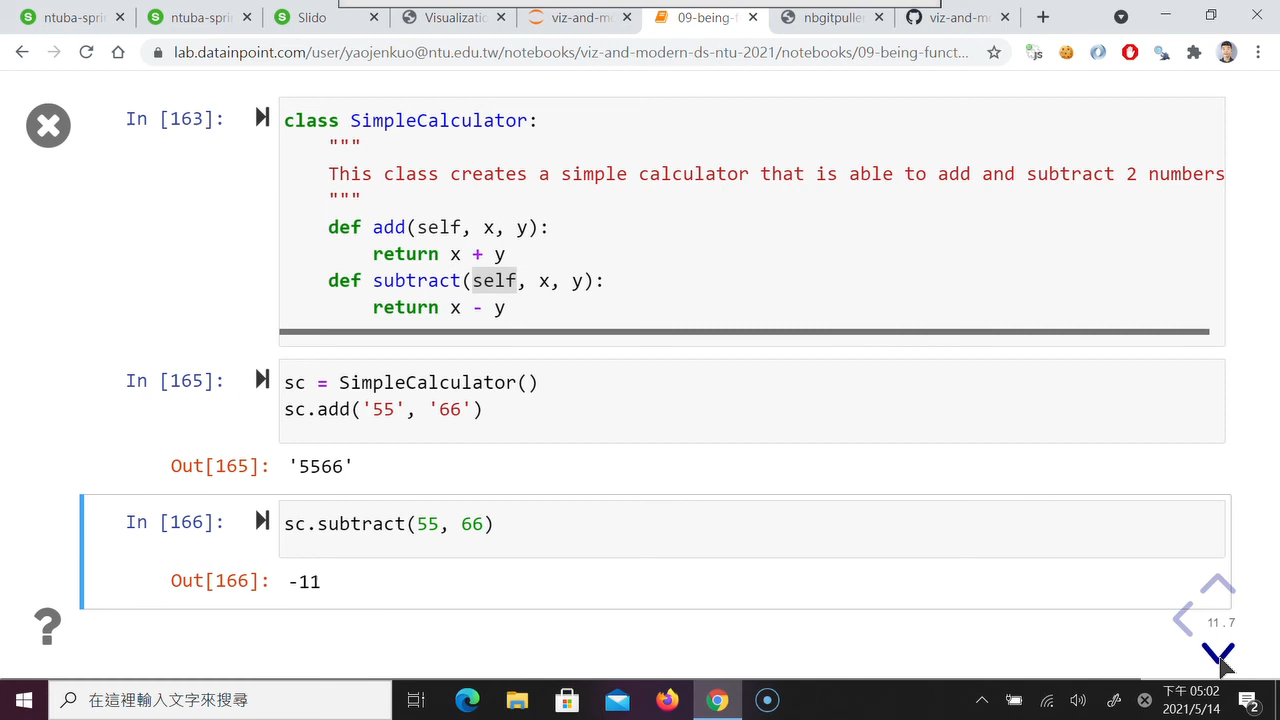 ntuba-spri
ntuba-spri
Slido
Visualizatic
viz-and-mo
09-being-f
nbgitpuller
viz-and-mo
lab.datainpoint.com/user/yaojenkuo@ntu.edu.tw/notebooks/viz-and-modern-ds-ntu-2021/notebooks/09-being-funct...
In [163]:
class SimpleCalculator:
"""
This class creates a simple calculator that is able to add and subtract 2 numbers
"""
def add(self, x, y):
return x + y
def subtract(self, x, y):
return x - y
In [165]:
sc = SimpleCalculator()
sc.add('55', '66')
Out[165]: '5566'
In [166]:
sc.subtract(55, 66)
Out[166]: -11
11.7
在這裡輸入文字來搜尋
下午 05:02
2021/5/14
2